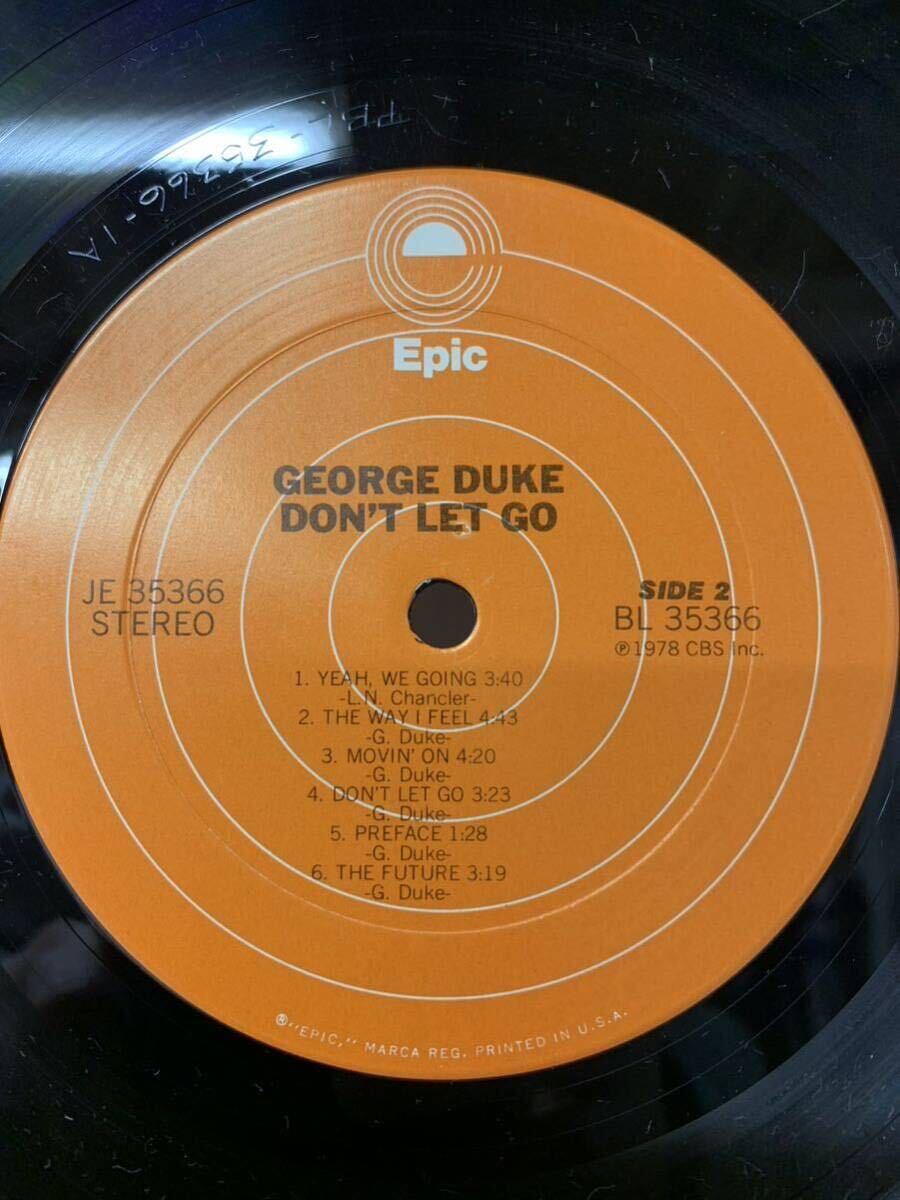 PBL-35366-1A
Epic
GEORGE DUKE
DON'T LET GO
JE 35366
STEREO
SIDE 2
BL 35366
℗ 1978 CBS Inc.
1. YEAH, WE GOING 3:40
-L.N. Chancler-
2. THE WAY I FEEL 4:43
-G. Duke-
3. MOVIN' ON 4:20
-G. Duke-
4. DON'T LET GO 3:23
-G. Duke-
5. PREFACE 1:28
-G. Duke-
6. THE FUTURE 3:19
-G. Duke-
®"EPIC," MARCA REG. PRINTED IN U.S.A.